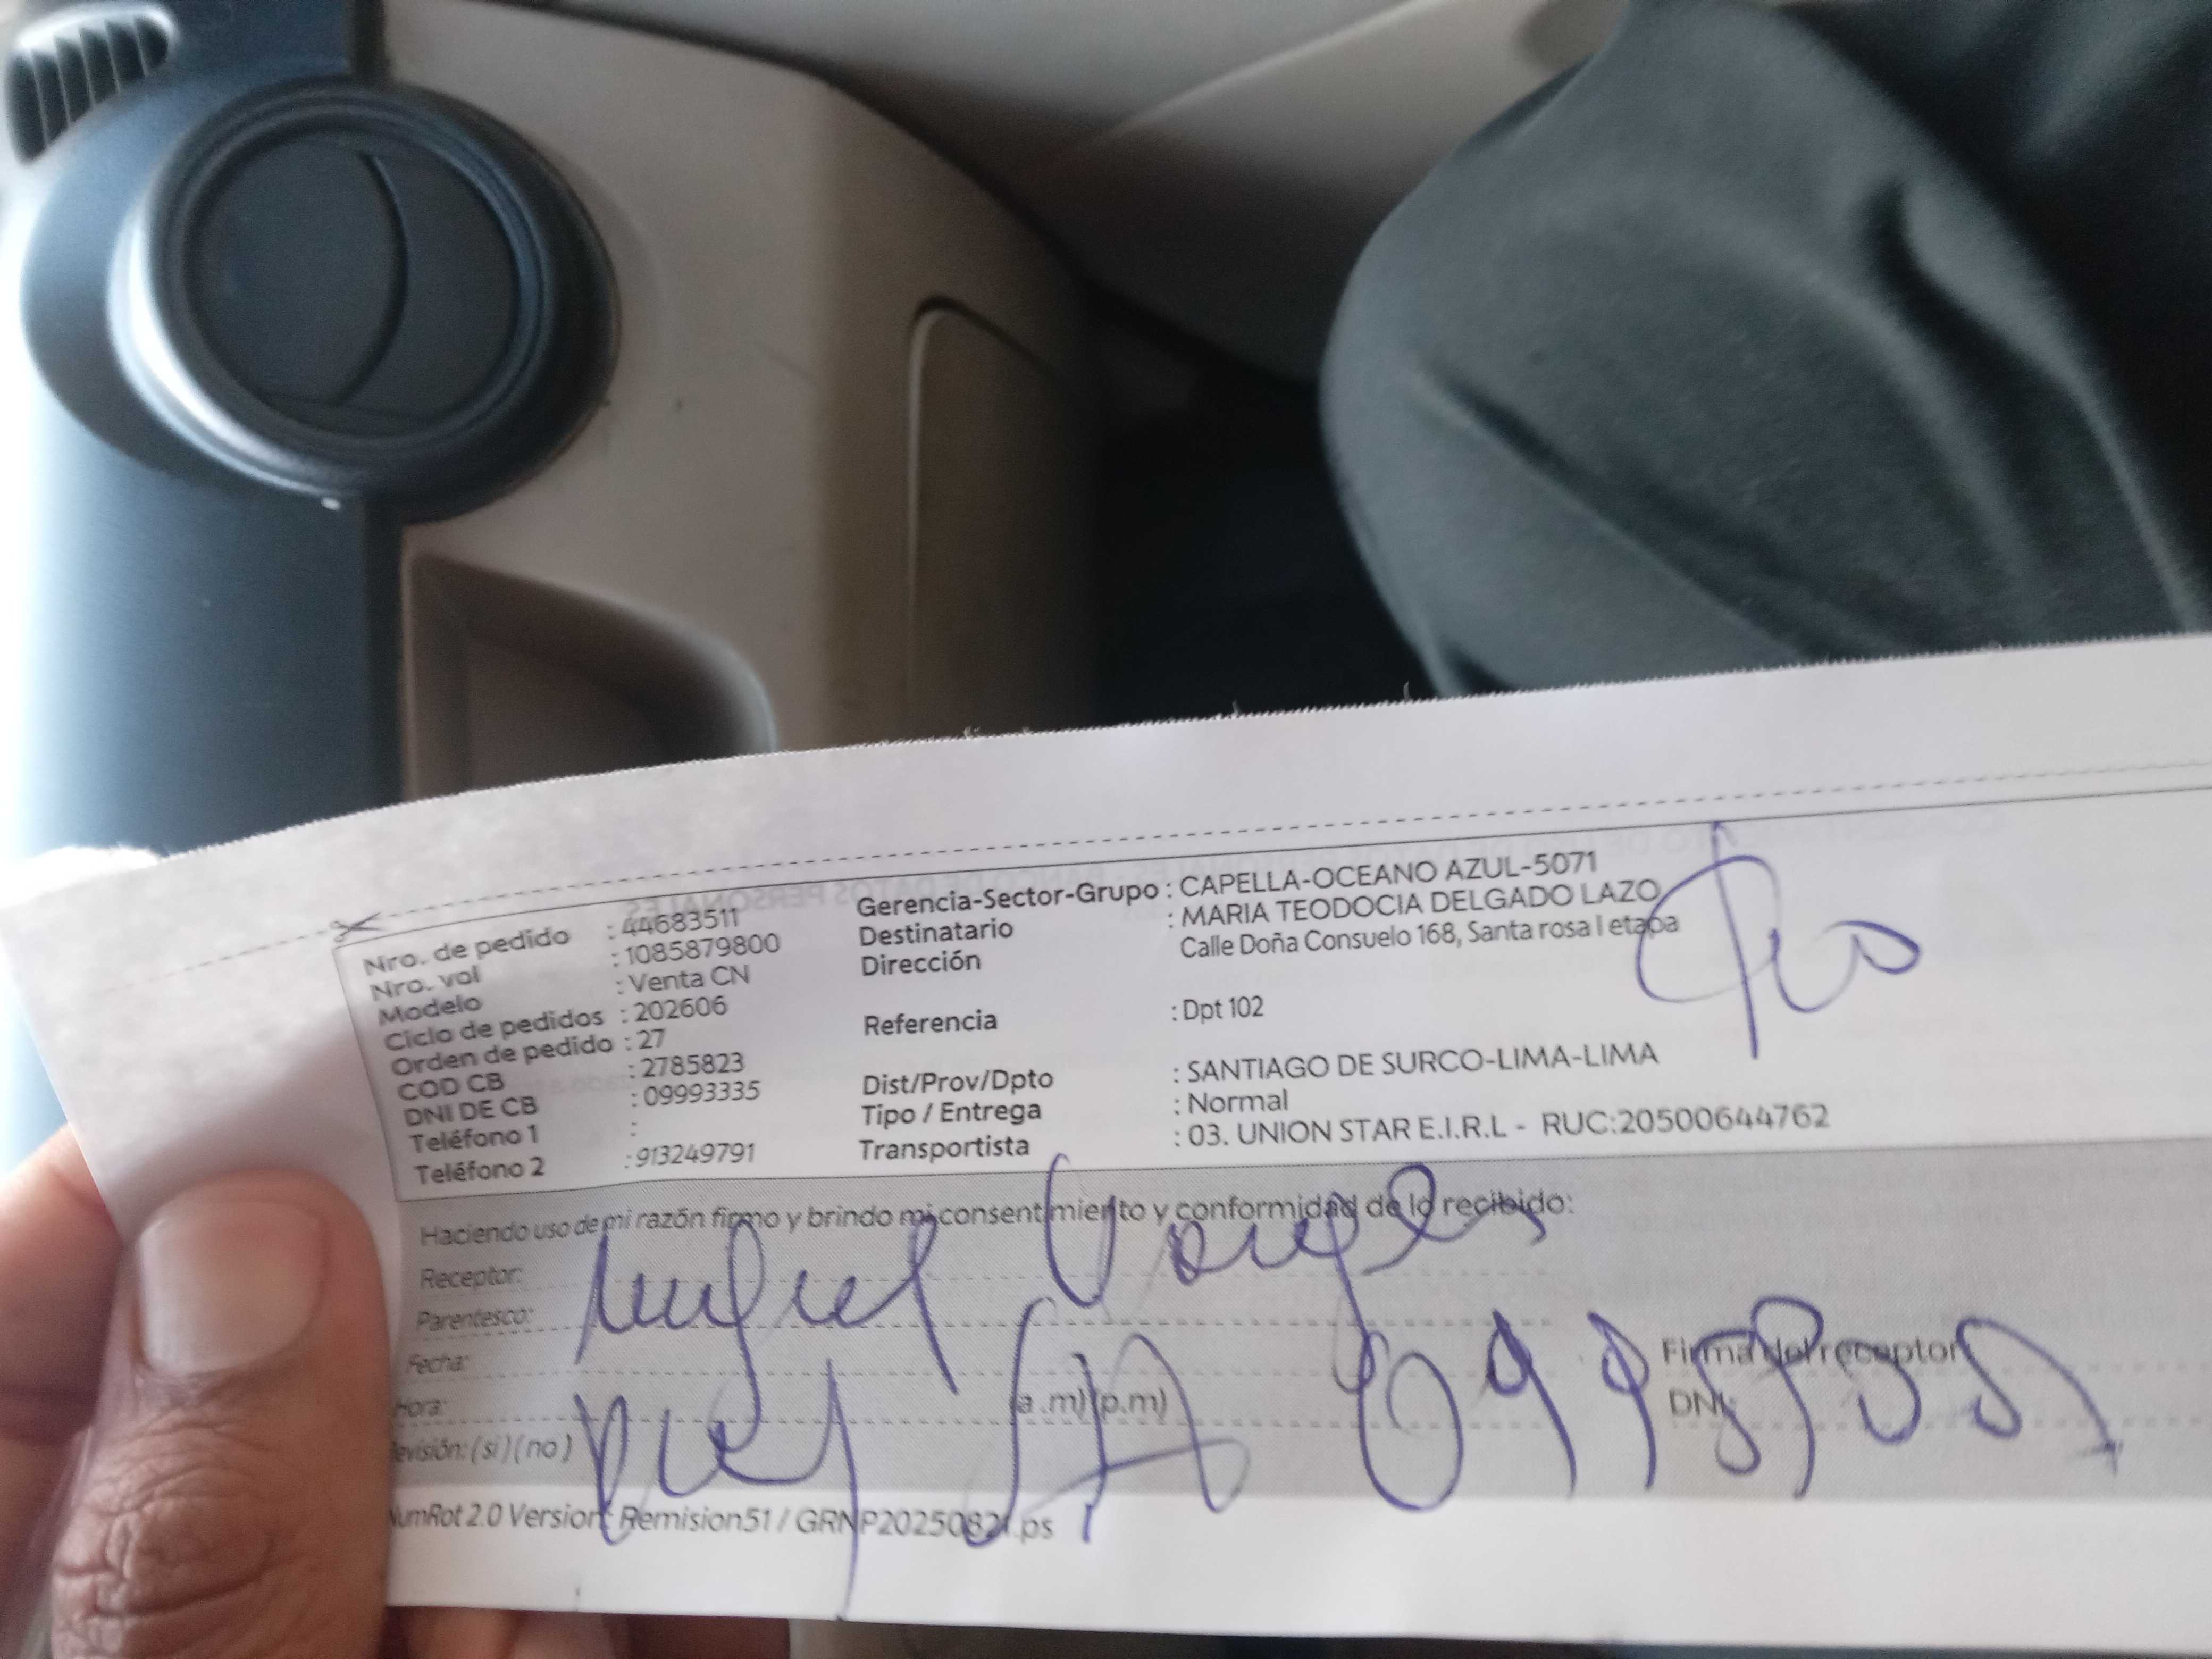 Nro. de pedido : 44683511
Nro. vol : 1085879800
Modelo : Venta CN
Ciclo de pedidos : 202606
Orden de pedido : 27
COD CB : 2785823
DNI DE CB : 09993335
Teléfono 1 :
Teléfono 2 : 913249791
Gerencia-Sector-Grupo : CAPELLA-OCEANO AZUL-5071
Destinatario : MARIA TEODOCIA DELGADO LAZO
Dirección Calle Doña Consuelo 168, Santa rosa I etapa
Referencia : Dpt 102
Dist/Prov/Dpto : SANTIAGO DE SURCO-LIMA-LIMA
Tipo / Entrega : Normal
Transportista : 03. UNION STAR E.I.R.L - RUC:20500644762
Haciendo uso de mi razón firmo y brindo mi consentimiento y conformidad de lo recibido:
Receptor:
Miguel
Parentesco:
Fecha:
Hora: (a .m) (p.m)
Revisión: ( si ) ( no )
Firma del receptor
DNI:
NumRot 2.0 Version: Remision51 / GRNP20250821.ps